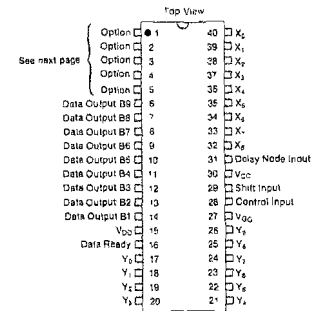 Top View
Option 1 40 X0
Option 2 39 X1
Option 3 38 X2
See next page
Option 4 37 X3
Option 5 36 X4
Data Output B9 6 35 X5
Data Output B8 7 34 X6
Data Output B7 8 33 X7
Data Output B6 9 32 X8
Data Output B5 10 31 Delay Node Input
Data Output B4 11 30 VCC
Data Output B3 12 29 Shift Input
Data Output B2 13 28 Control Input
Data Output B1 14 27 VGG
VDD 15 26 Y9
Data Ready 16 25 Y8
Y0 17 24 Y7
Y1 18 23 Y6
Y2 19 22 Y5
Y3 20 21 Y4